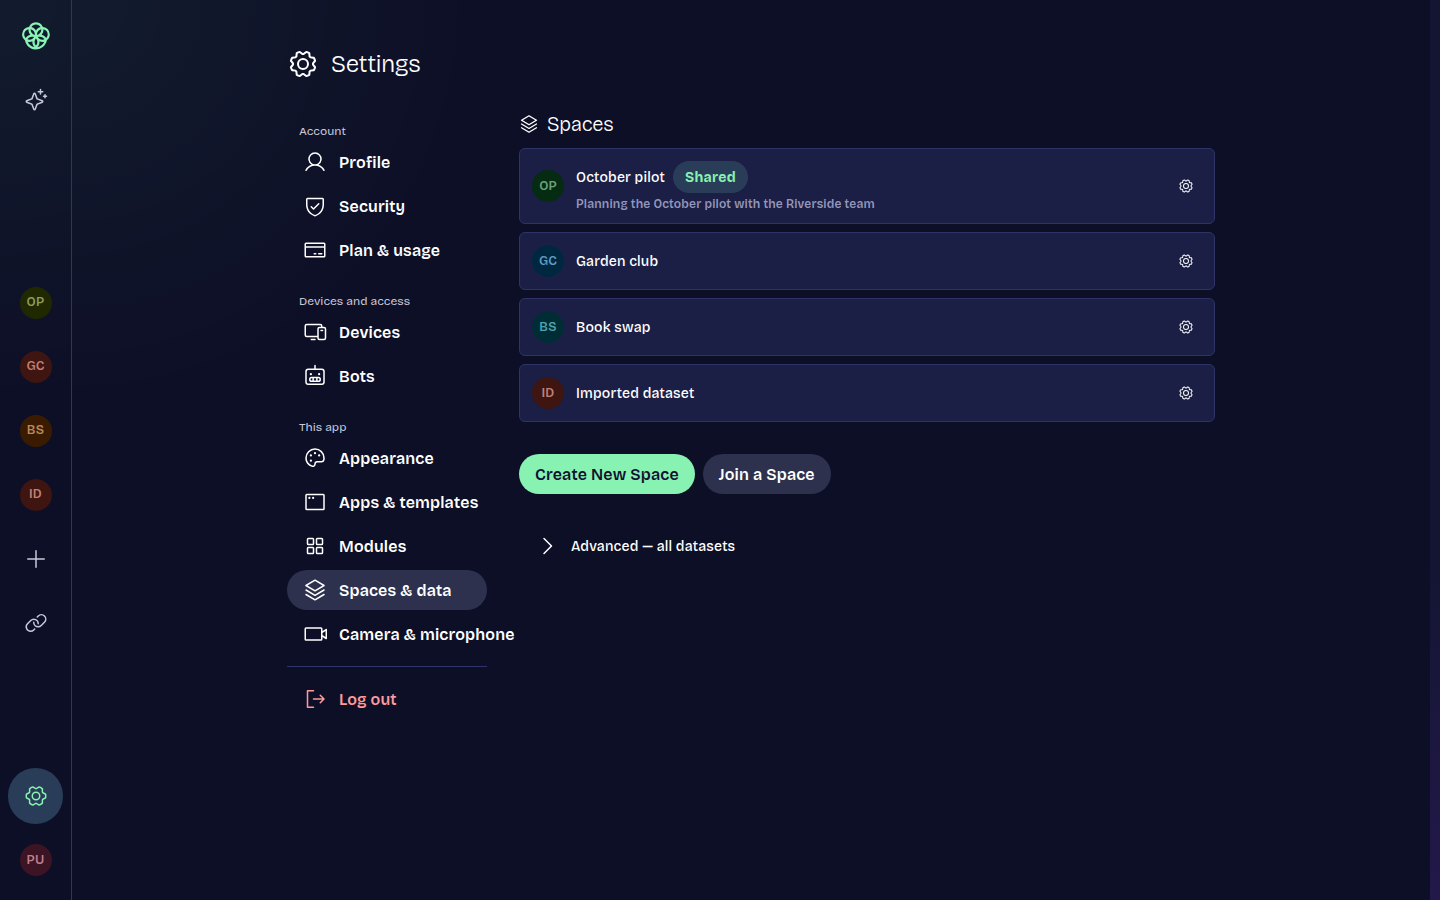 Settings
Account
Profile
Security
Plan & usage
Devices and access
Devices
Bots
This app
Appearance
Apps & templates
Modules
Spaces & data
Camera & microphone
Log out
Spaces
OP
October pilot
Shared
Planning the October pilot with the Riverside team
GC
Garden club
BS
Book swap
ID
Imported dataset
Create New Space
Join a Space
Advanced — all datasets
OP
GC
BS
ID
PU